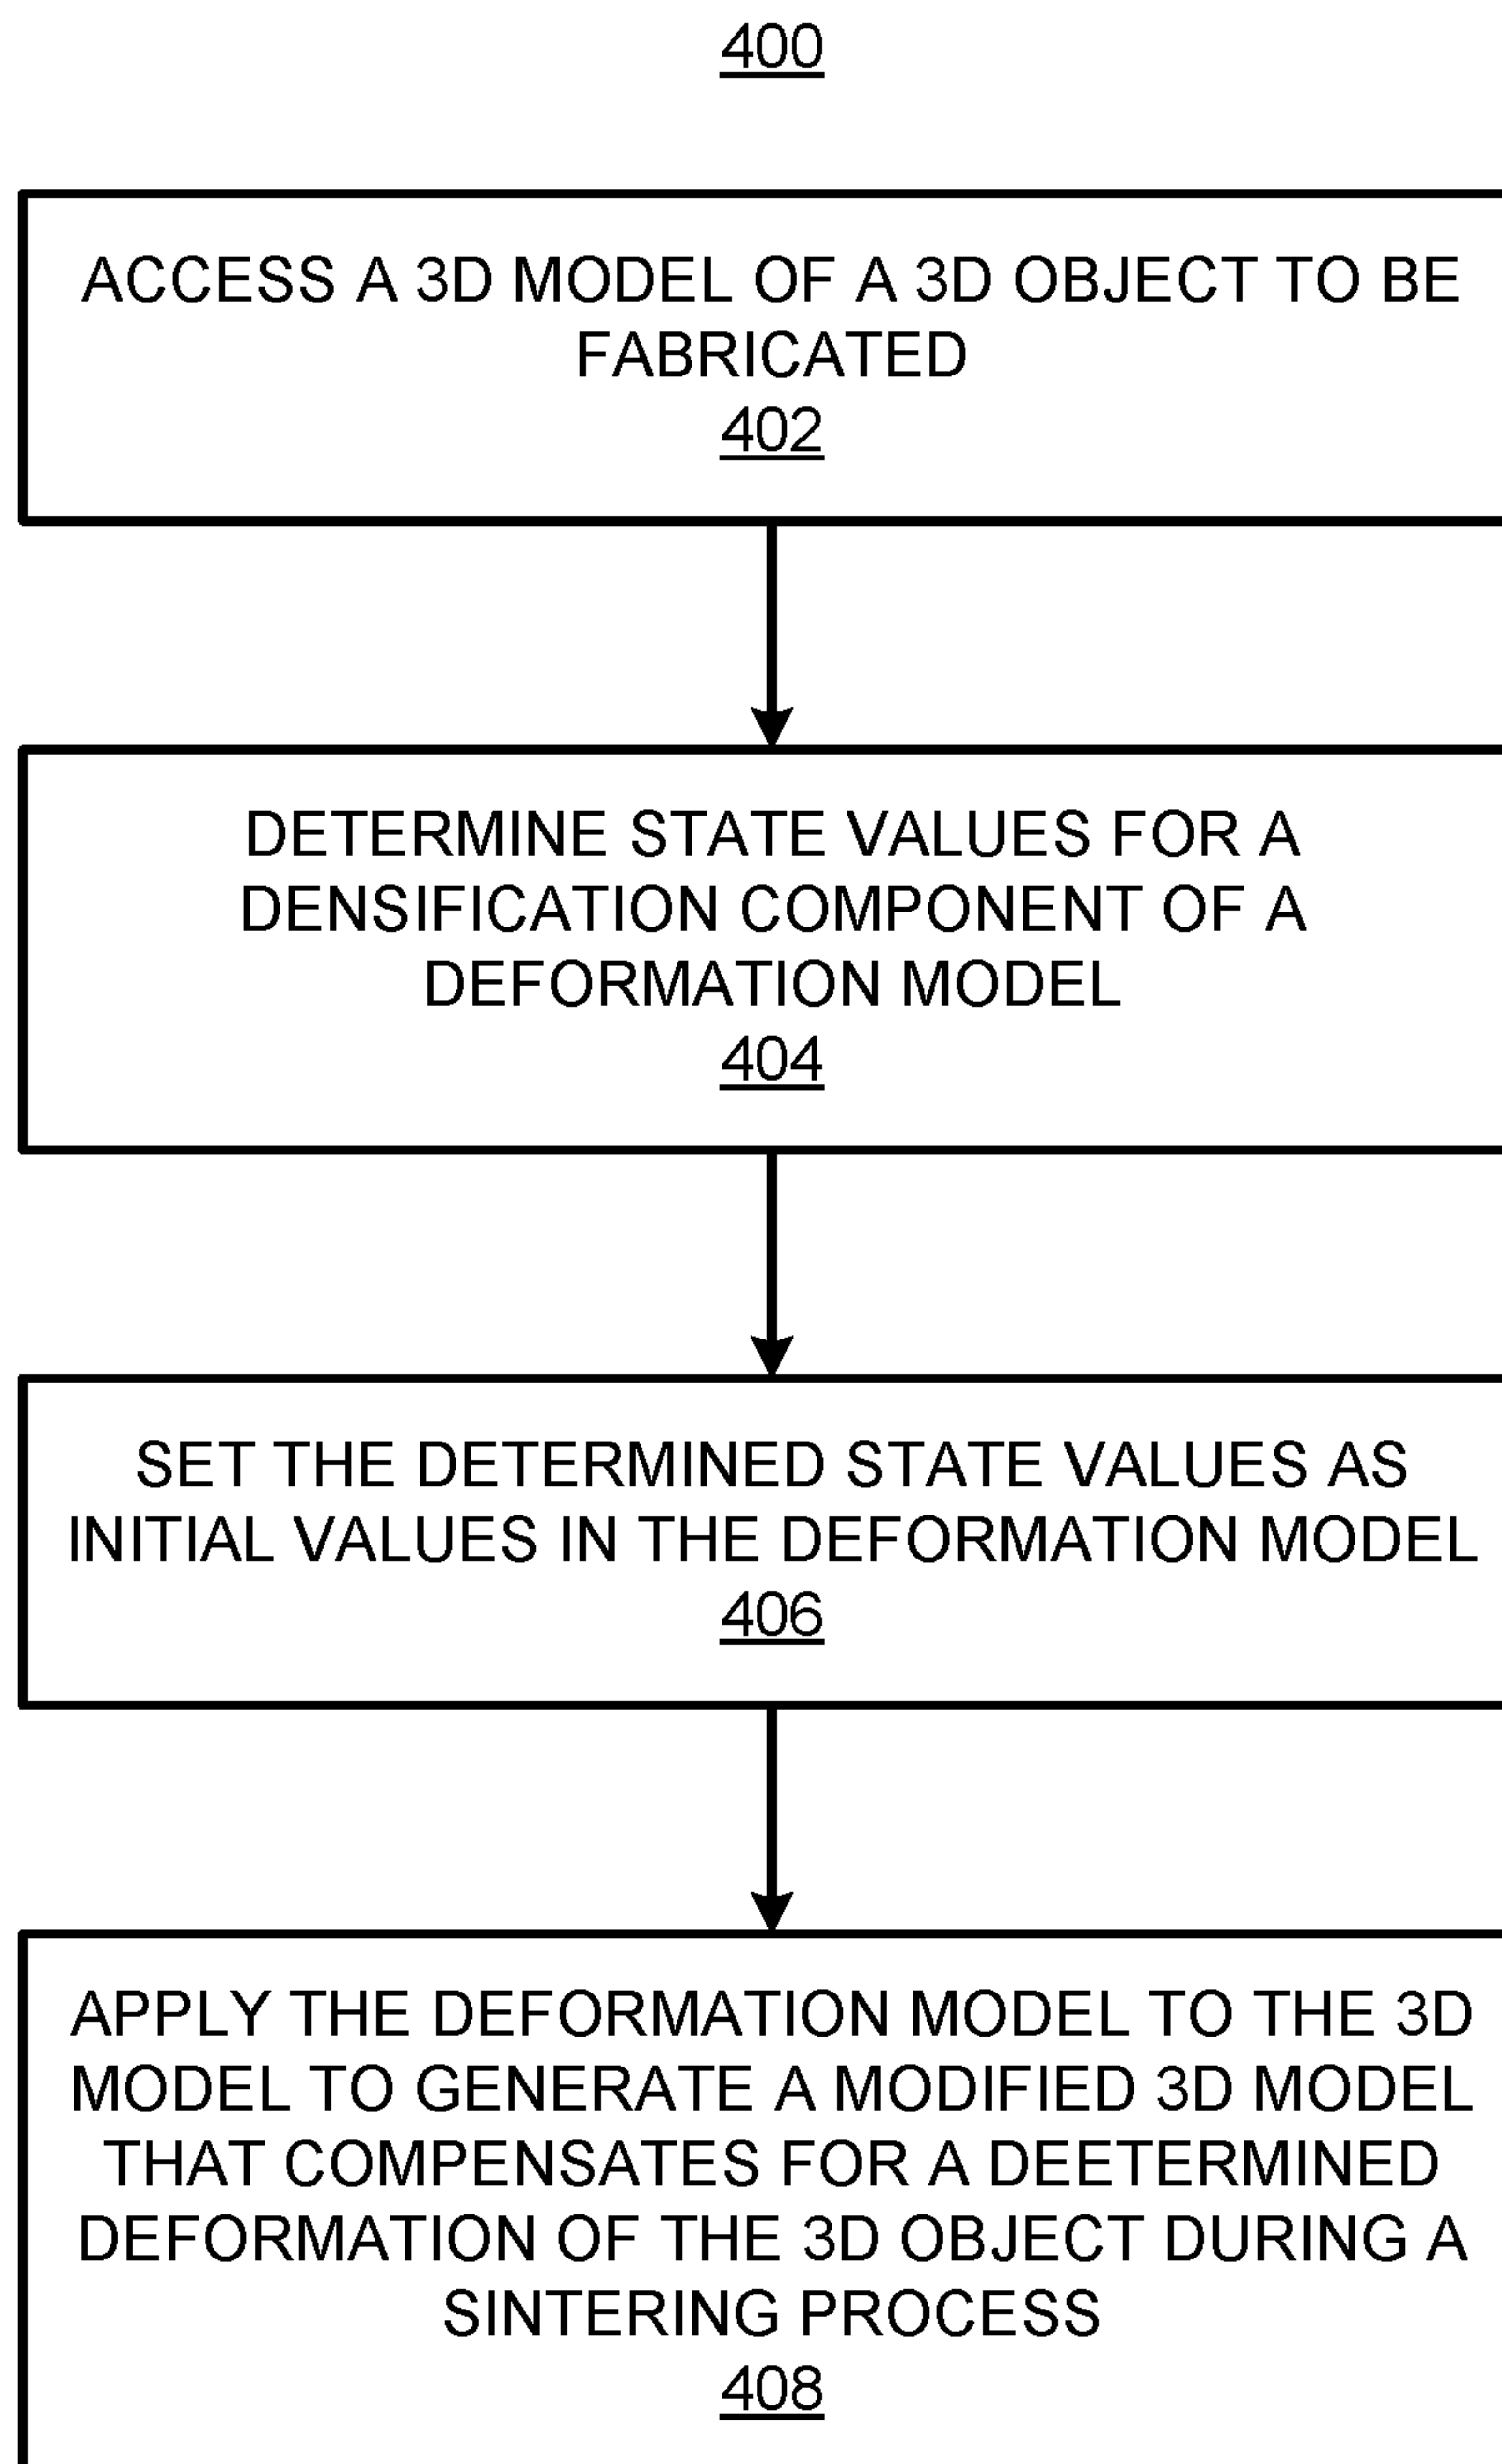 400
ACCESS A 3D MODEL OF A 3D OBJECT TO BE
FABRICATED
402
DETERMINE STATE VALUES FOR A
DENSIFICATION COMPONENT OF A
DEFORMATION MODEL
404
SET THE DETERMINED STATE VALUES AS
INITIAL VALUES IN THE DEFORMATION MODEL
406
APPLY THE DEFORMATION MODEL TO THE 3D
MODEL TO GENERATE A MODIFIED 3D MODEL
THAT COMPENSATES FOR A DEETERMINED
DEFORMATION OF THE 3D OBJECT DURING A
SINTERING PROCESS
408